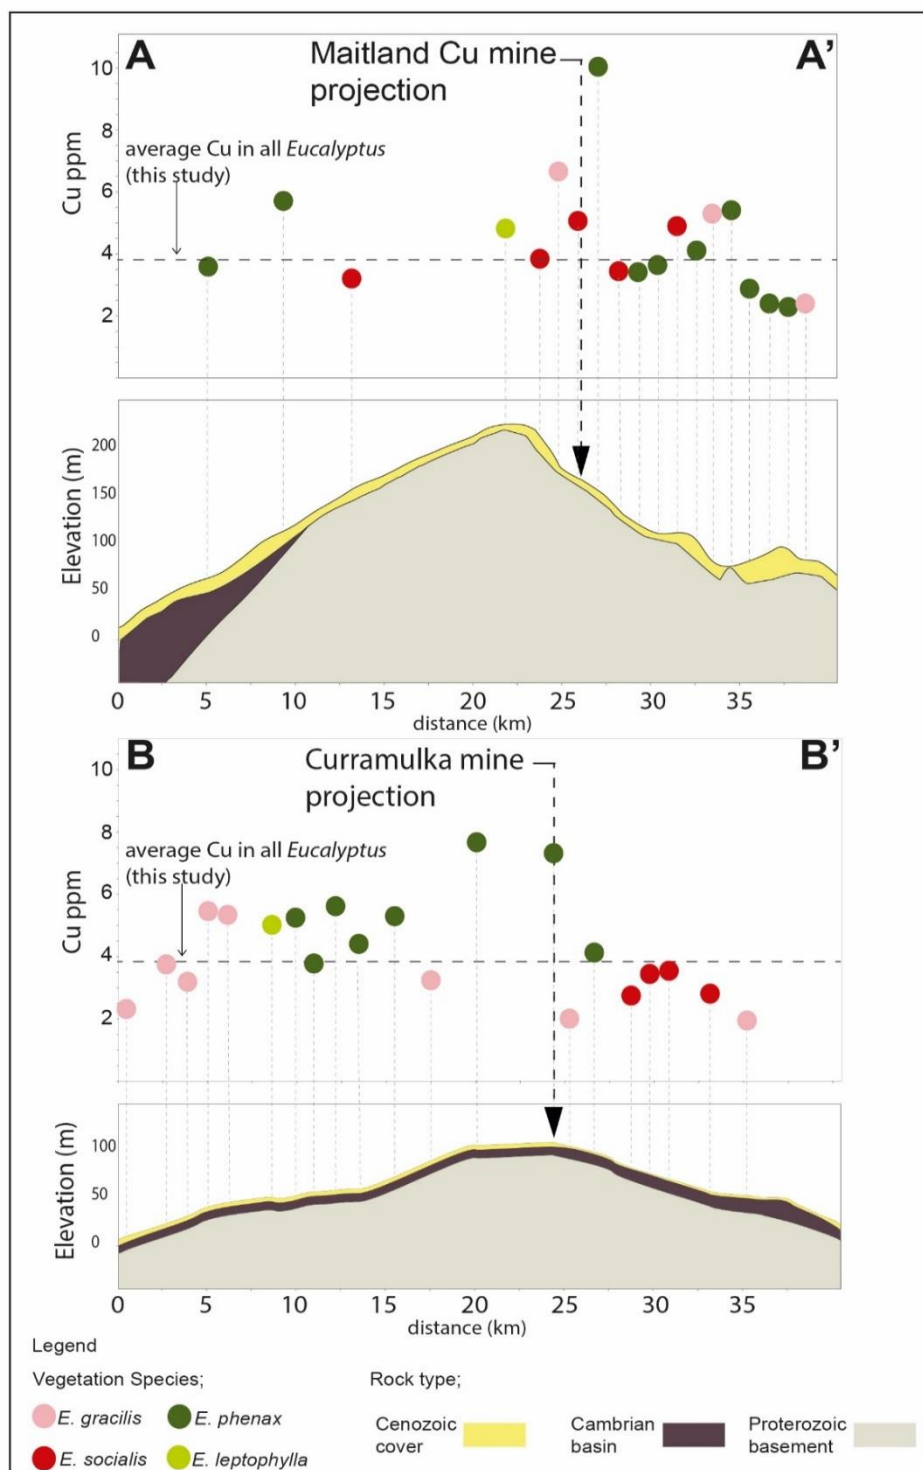 A
Maitland Cu mine
projection
A’
average Cu in all Eucalyptus
(this study)
Cu ppm
10
8
6
4
2
Elevation (m)
200
150
100
50
0
0 5 10 15 20 25 30 35
distance (km)
B
Curramulka mine
projection
B’
average Cu in all Eucalyptus
(this study)
Cu ppm
10
8
6
4
2
Elevation (m)
100
50
0
0 5 10 15 20 25 30 35
distance (km)
Legend
Vegetation Species;
E. gracilis E. phenax
E. socialis E. leptophylla
Rock type;
Cenozoic
cover
Cambrian
basin
Proterozoic
basement